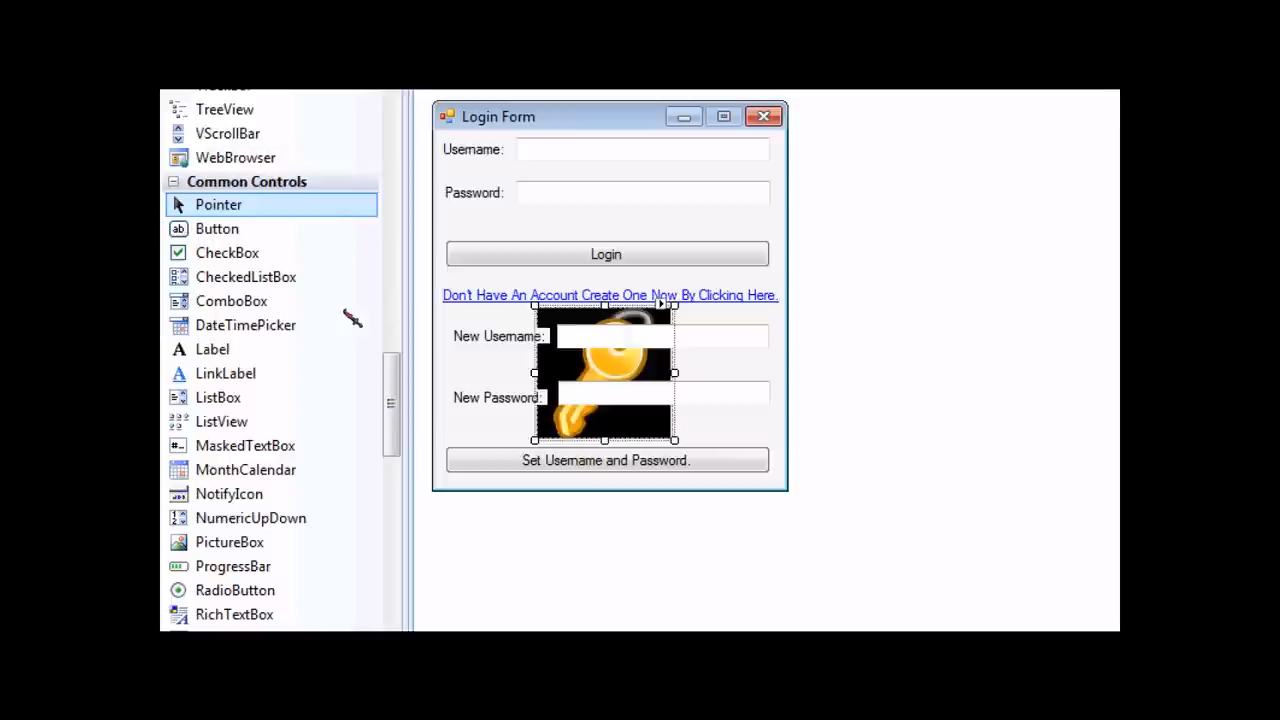 TreeView
VScrollBar
WebBrowser
Common Controls
Pointer
Button
CheckBox
CheckedListBox
ComboBox
DateTimePicker
Label
LinkLabel
ListBox
ListView
MaskedTextBox
MonthCalendar
NotifyIcon
NumericUpDown
PictureBox
ProgressBar
RadioButton
RichTextBox
Login Form
Username:
Password:
Login
Don't Have An Account Create One Now By Clicking Here.
New Username:
New Password:
Set Username and Password.